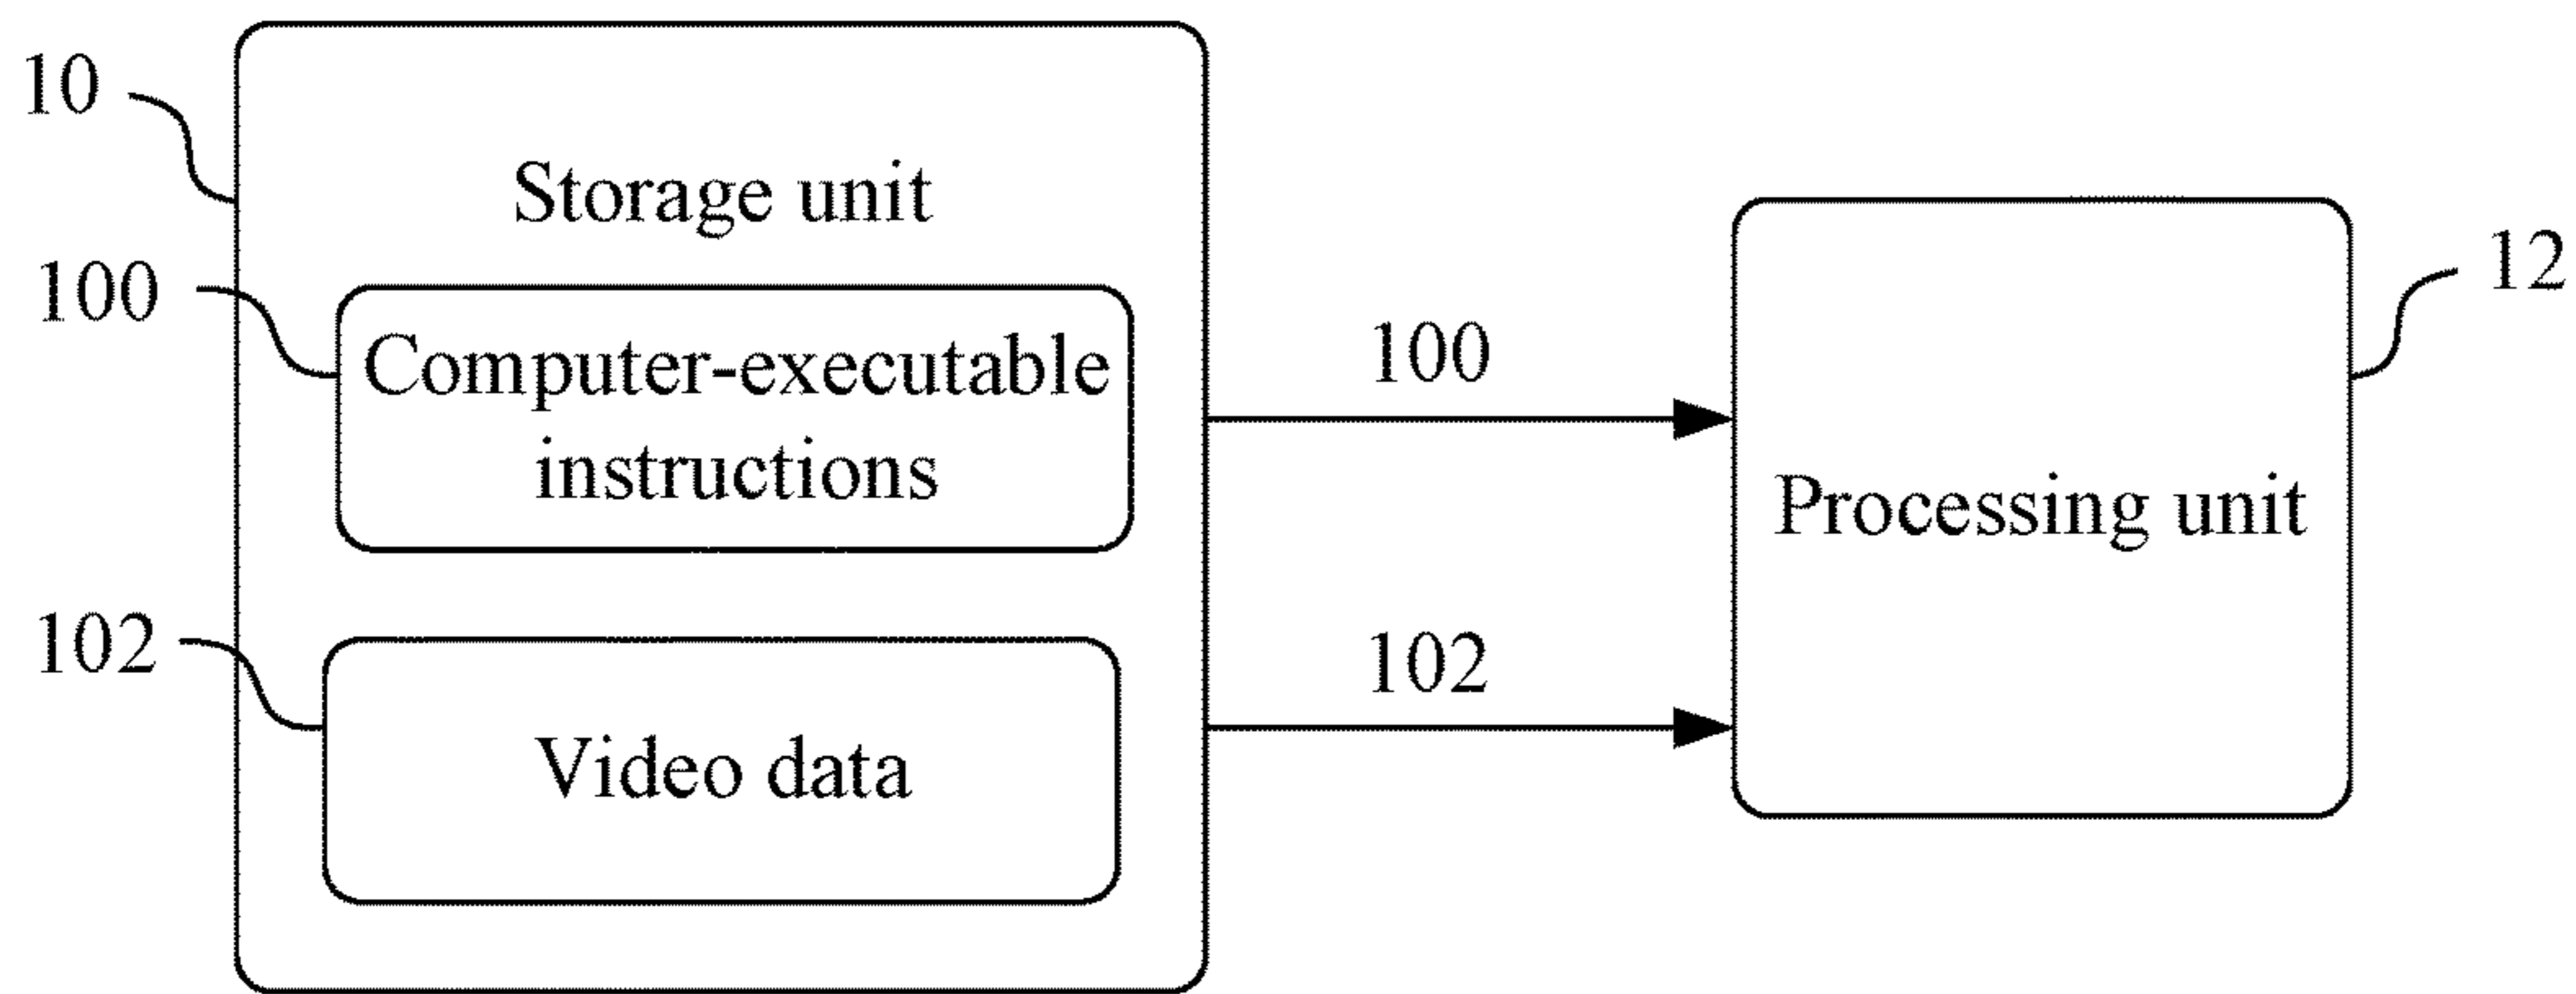 10
Storage unit
12
100
Computer-executable
instructions
100
Processing unit
102
Video data
102